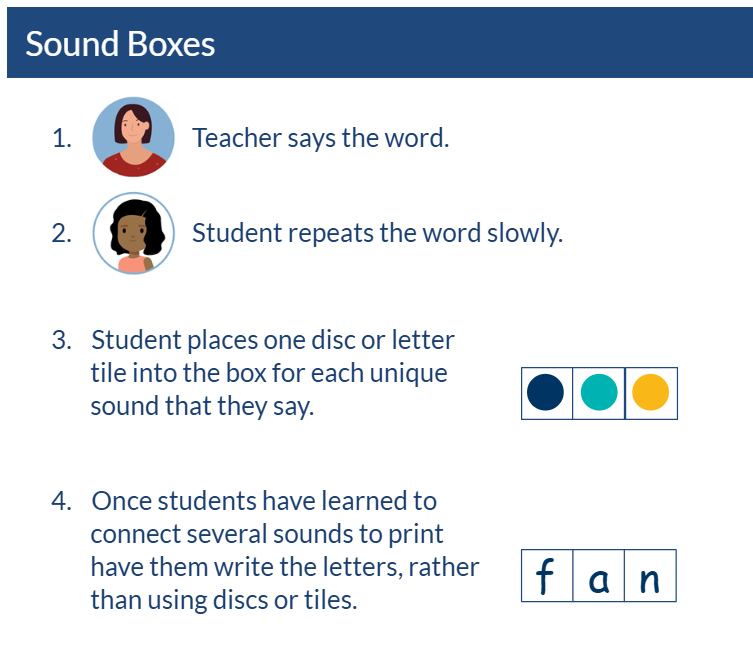 Sound Boxes
1. Teacher says the word.
2. Student repeats the word slowly.
3. Student places one disc or letter
tile into the box for each unique
sound that they say.
4. Once students have learned to
connect several sounds to print
have them write the letters, rather
than using discs or tiles.
f a n